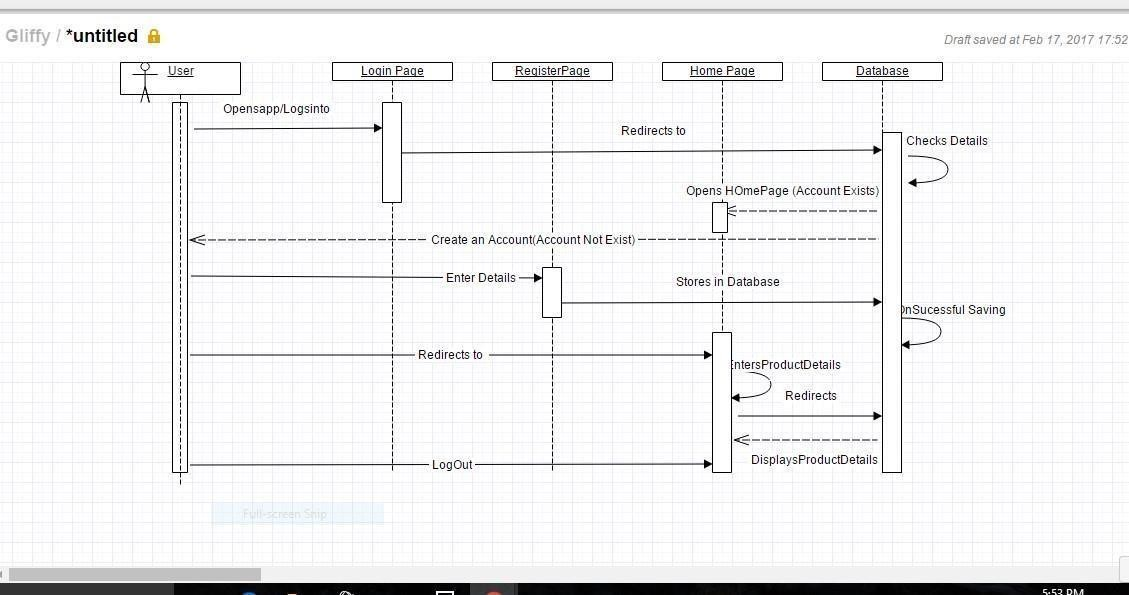 Gliffy / *untitled
Draft saved at Feb 17, 2017 17:52
User
Login Page
RegisterPage
Home Page
Database
Opensapp/Logsinto
Redirects to
Checks Details
Opens HOmePage (Account Exists)
Create an Account(Account Not Exist)
Enter Details
Stores in Database
OnSucessful Saving
Redirects to
EntersProductDetails
Redirects
DisplaysProductDetails
LogOut
Full-screen Snip
5:53 PM